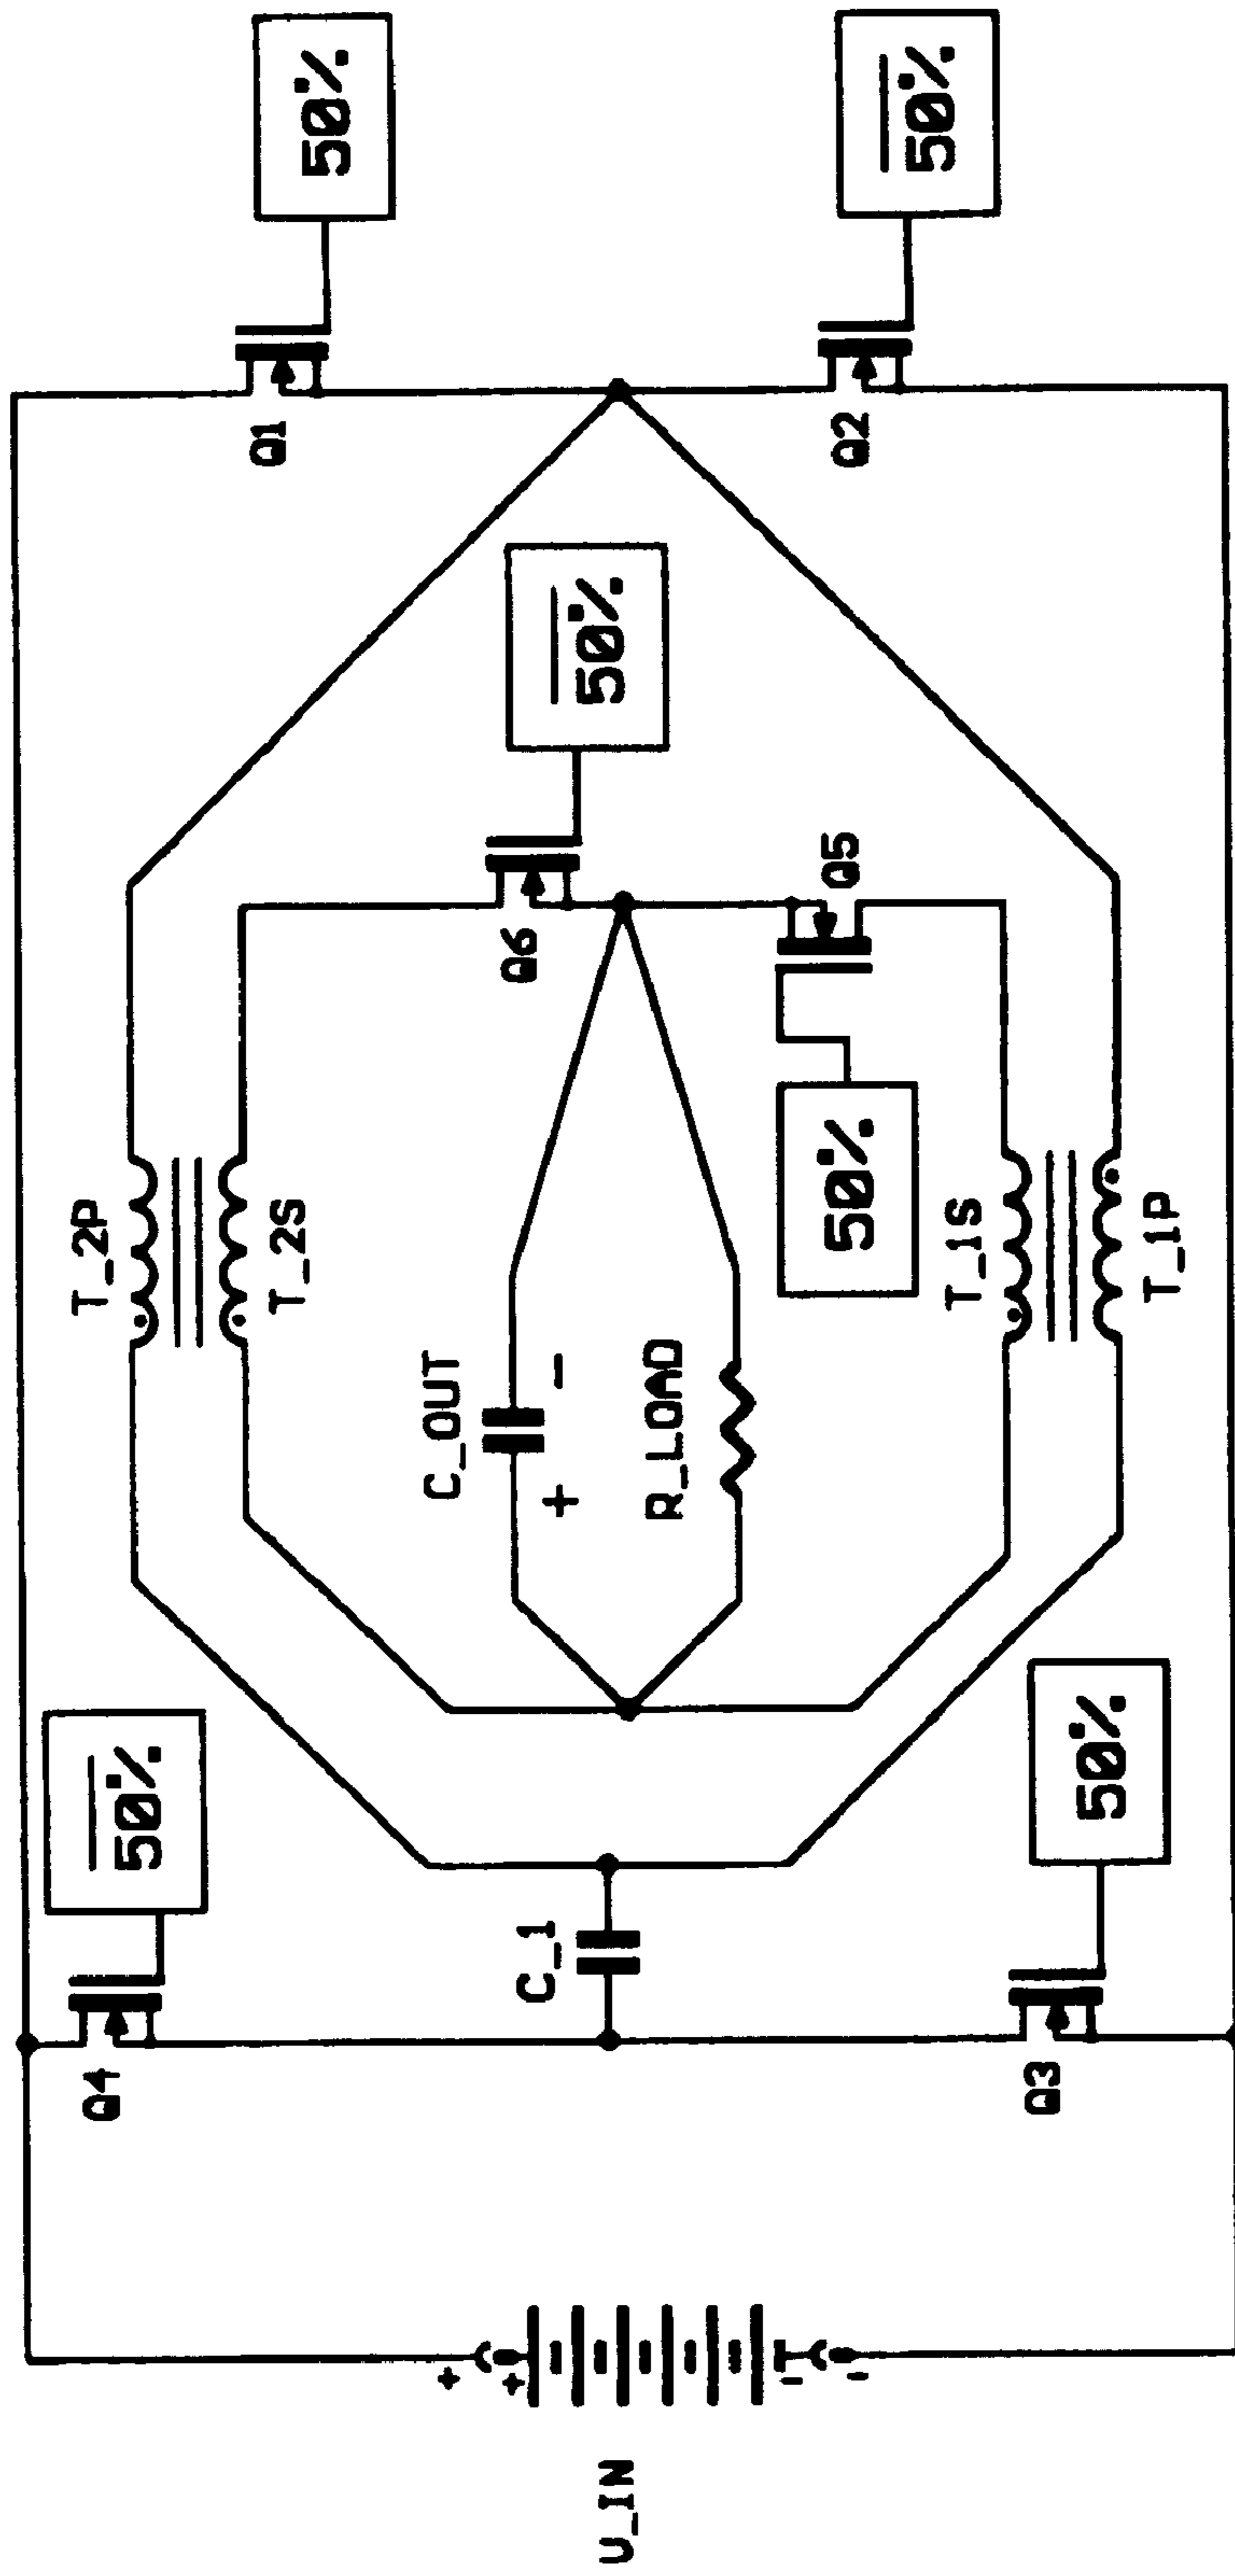 Q4
50%
T_2P
T_2S
Q1
50%
+
+
C_OUT
+
-
Q6
50%
C_1
U_IN
R_LOAD
-
-
Q5
50%
Q2
50%
T_1S
T_1P
Q3
50%